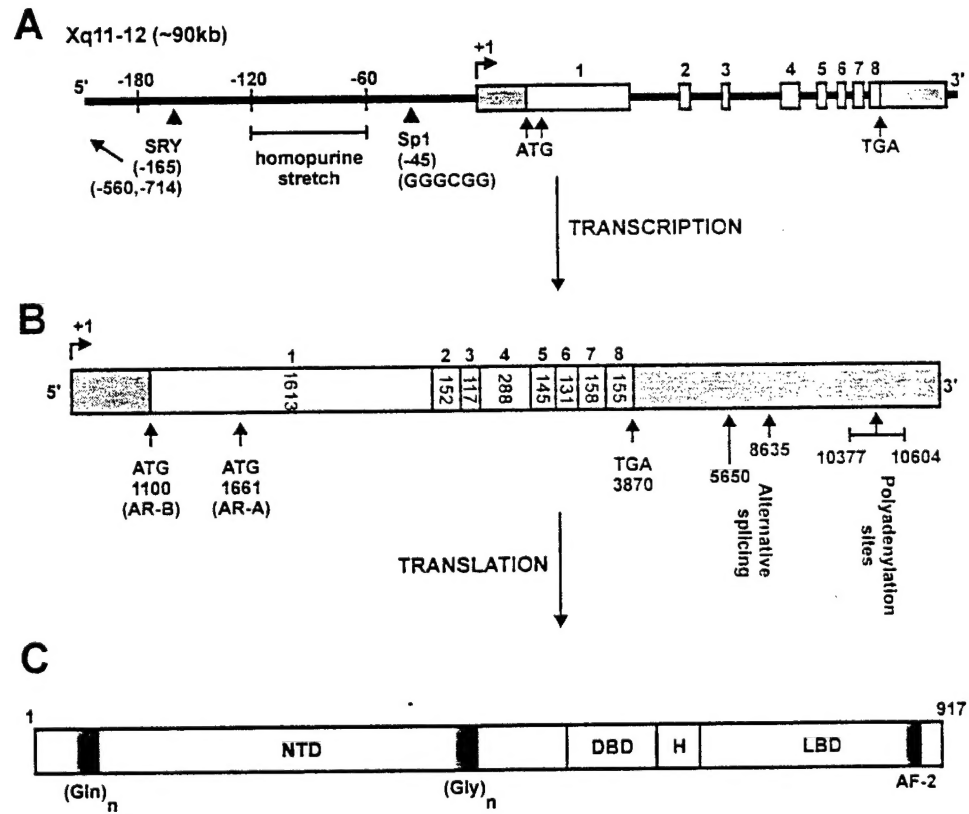 A
Xq11-12 (~90kb)
5'
-180
-120
-60
+1
1
2
3
4
5
6
7
8
3'
SRY
(-165)
(-560,-714)
homopurine
stretch
Sp1
(-45)
(GGGCGG)
ATG
TGA
TRANSCRIPTION
B
+1
1
2
3
4
5
6
7
8
5'
1613
152
117
288
145
131
158
155
3'
ATG
1100
(AR-B)
ATG
1661
(AR-A)
TGA
3870
5650
8635
Alternative
splicing
10377
10604
Polyadenylation
sites
TRANSLATION
C
1
917
NTD
DBD
H
LBD
(Gln)n
(Gly)n
AF-2